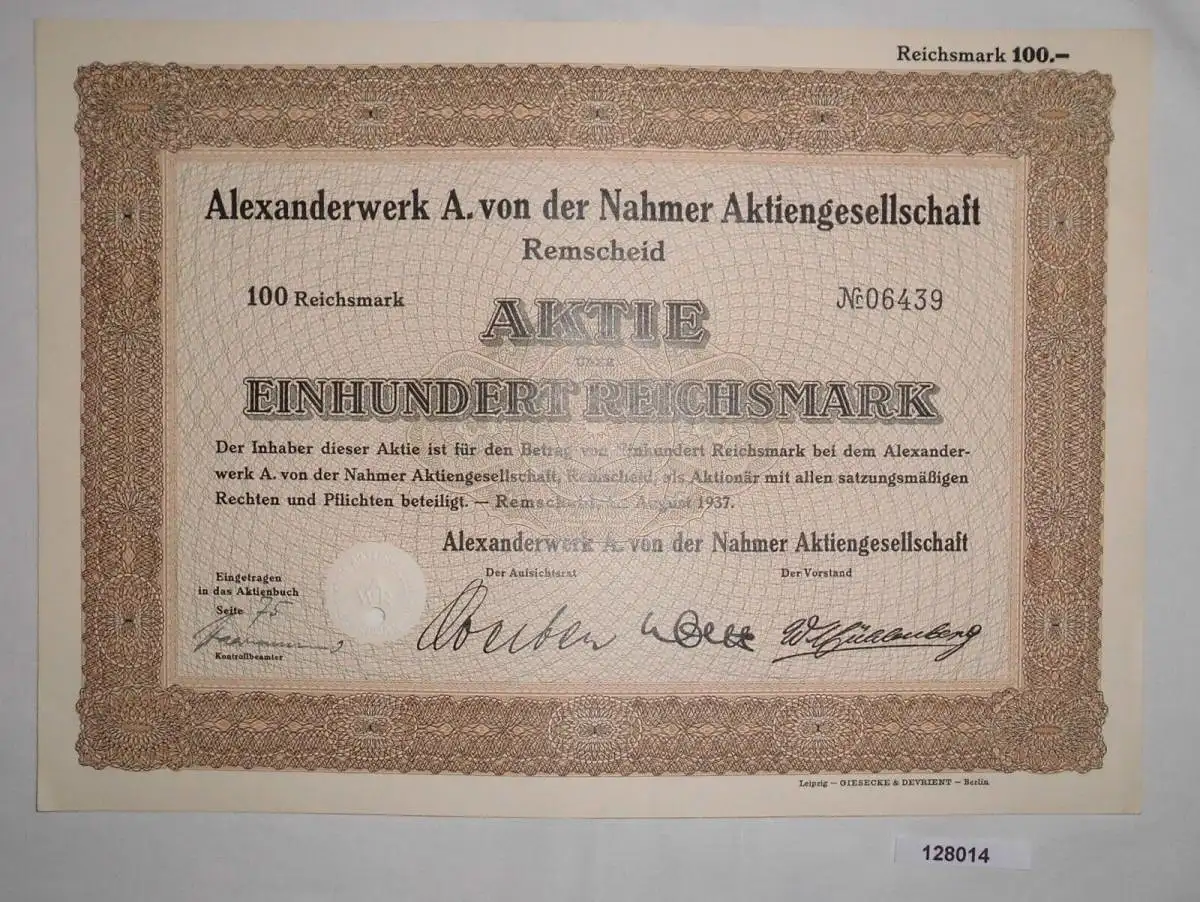 Reichsmark 100.–
Alexanderwerk A. von der Nahmer Aktiengesellschaft
Remscheid
100 Reichsmark
№ 06439
AKTIE
ÜBER
EINHUNDERT REICHSMARK
Der Inhaber dieser Aktie ist für den Betrag von Einhundert Reichsmark bei dem Alexander-
werk A. von der Nahmer Aktiengesellschaft, Remscheid, als Aktionär mit allen satzungsmäßigen
Rechten und Pflichten beteiligt. — Remscheid, im August 1937.
Alexanderwerk A. von der Nahmer Aktiengesellschaft
Der Aufsichtsrat
Der Vorstand
Eingetragen
in das Aktienbuch
Seite 75
Kontrollbeamter
Leipzig – GIESECKE & DEVRIENT – Berlin
128014